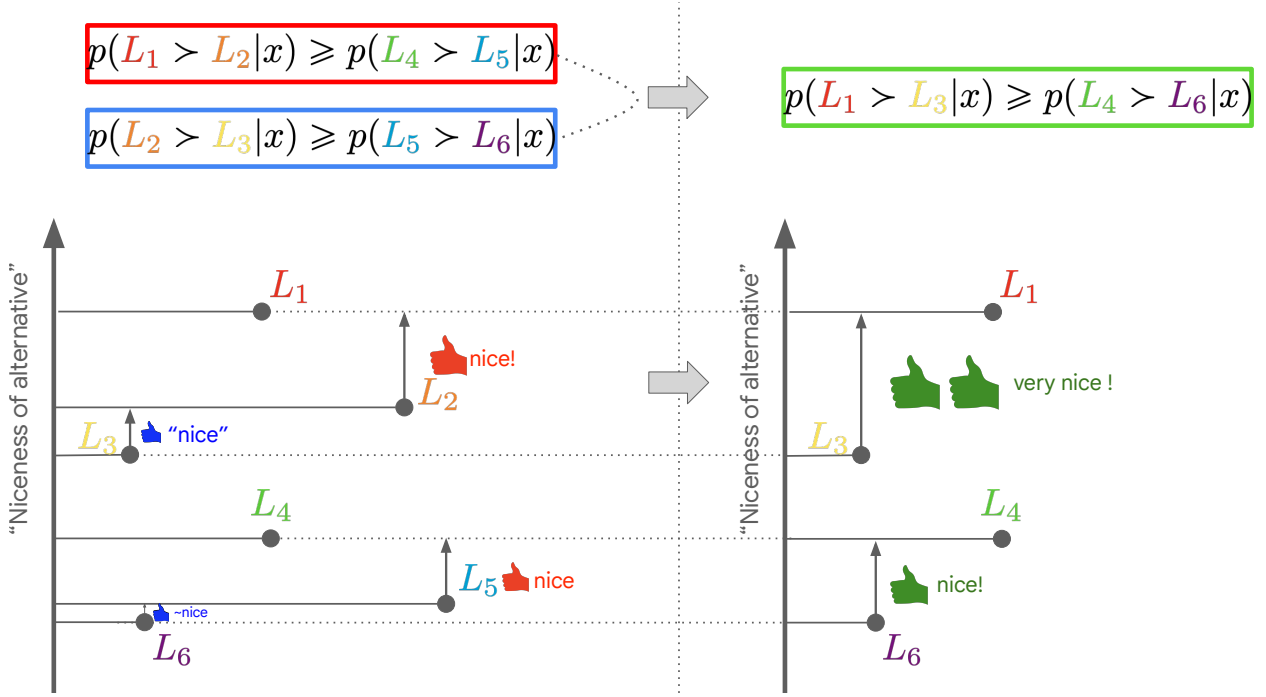 p(L₁ ≻ L₂|x) ⩾ p(L₄ ≻ L₅|x)
p(L₂ ≻ L₃|x) ⩾ p(L₅ ≻ L₆|x)
p(L₁ ≻ L₃|x) ⩾ p(L₄ ≻ L₆|x)
“Niceness of alternative”
L₁
nice!
L₂
L₃
“nice”
L₄
L₅
nice
~nice
L₆
“Niceness of alternative”
L₁
very nice !
L₃
L₄
nice!
L₆